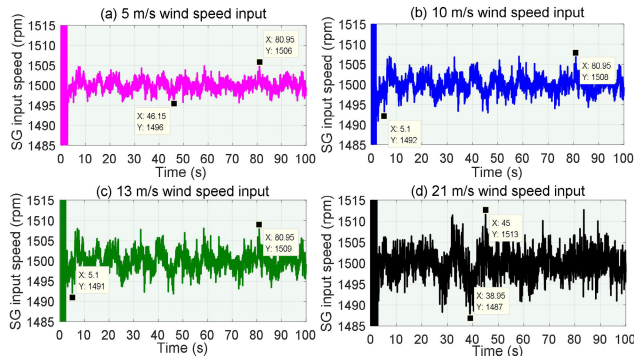 (a) 5 m/s wind speed input
SG input speed (rpm)
1515
1510
1505
1500
1495
1490
1485
X: 80.95
Y: 1506
X: 46.15
Y: 1496
0 10 20 30 40 50 60 70 80 90 100
Time (s)
(b) 10 m/s wind speed input
SG input speed (rpm)
1515
1510
1505
1500
1495
1490
1485
X: 80.95
Y: 1508
X: 5.1
Y: 1492
0 10 20 30 40 50 60 70 80 90 100
Time (s)
(c) 13 m/s wind speed input
SG input speed (rpm)
1515
1510
1505
1500
1495
1490
1485
X: 80.95
Y: 1509
X: 5.1
Y: 1491
0 10 20 30 40 50 60 70 80 90 100
Time (s)
(d) 21 m/s wind speed input
SG input speed (rpm)
1515
1510
1505
1500
1495
1490
1485
X: 45
Y: 1513
X: 38.95
Y: 1487
0 10 20 30 40 50 60 70 80 90 100
Time (s)